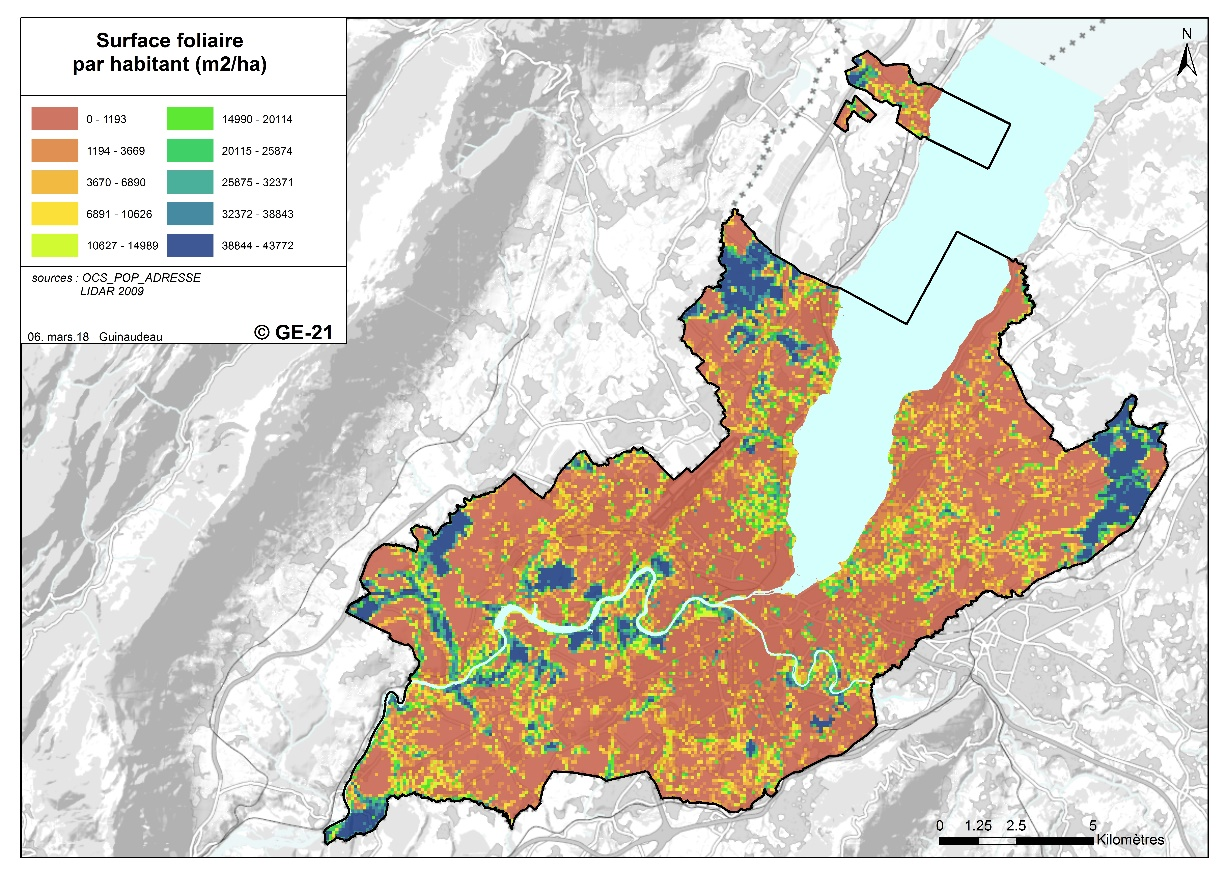 Surface foliaire
par habitant (m2/ha)
0 - 1193
1194 - 3669
3670 - 6890
6891 - 10626
10627 - 14989
14990 - 20114
20115 - 25874
25875 - 32371
32372 - 38843
38844 - 43772
sources : OCS_POP_ADRESSE
LIDAR 2009
06. mars.18 Guinaudeau
© GE-21
N
0 1.25 2.5 5
Kilomètres